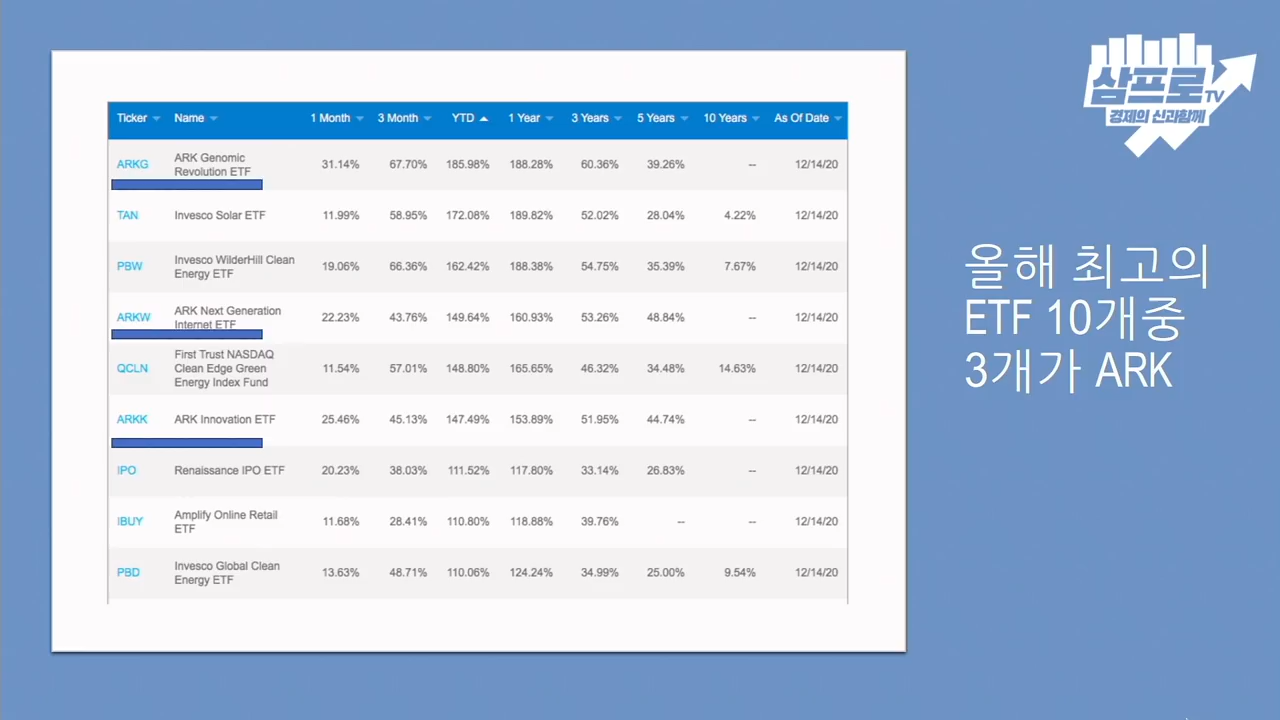 삼프로TV
경제의 신과함께
Ticker Name 1 Month 3 Month YTD 1 Year 3 Years 5 Years 10 Years As Of Date
ARKG ARK Genomic Revolution ETF 31.14% 67.70% 185.98% 188.28% 60.36% 39.26% -- 12/14/20
TAN Invesco Solar ETF 11.99% 58.95% 172.08% 189.82% 52.02% 28.04% 4.22% 12/14/20
PBW Invesco WilderHill Clean Energy ETF 19.06% 66.36% 162.42% 188.38% 54.75% 35.39% 7.67% 12/14/20
ARKW ARK Next Generation Internet ETF 22.23% 43.76% 149.64% 160.93% 53.26% 48.84% -- 12/14/20
QCLN First Trust NASDAQ Clean Edge Green Energy Index Fund 11.54% 57.01% 148.80% 165.65% 46.32% 34.48% 14.63% 12/14/20
ARKK ARK Innovation ETF 25.46% 45.13% 147.49% 153.89% 51.95% 44.74% -- 12/14/20
IPO Renaissance IPO ETF 20.23% 38.03% 111.52% 117.80% 33.14% 26.83% -- 12/14/20
IBUY Amplify Online Retail ETF 11.68% 28.41% 110.80% 118.88% 39.76% -- -- 12/14/20
PBD Invesco Global Clean Energy ETF 13.63% 48.71% 110.06% 124.24% 34.99% 25.00% 9.54% 12/14/20
올해 최고의
ETF 10개중
3개가 ARK